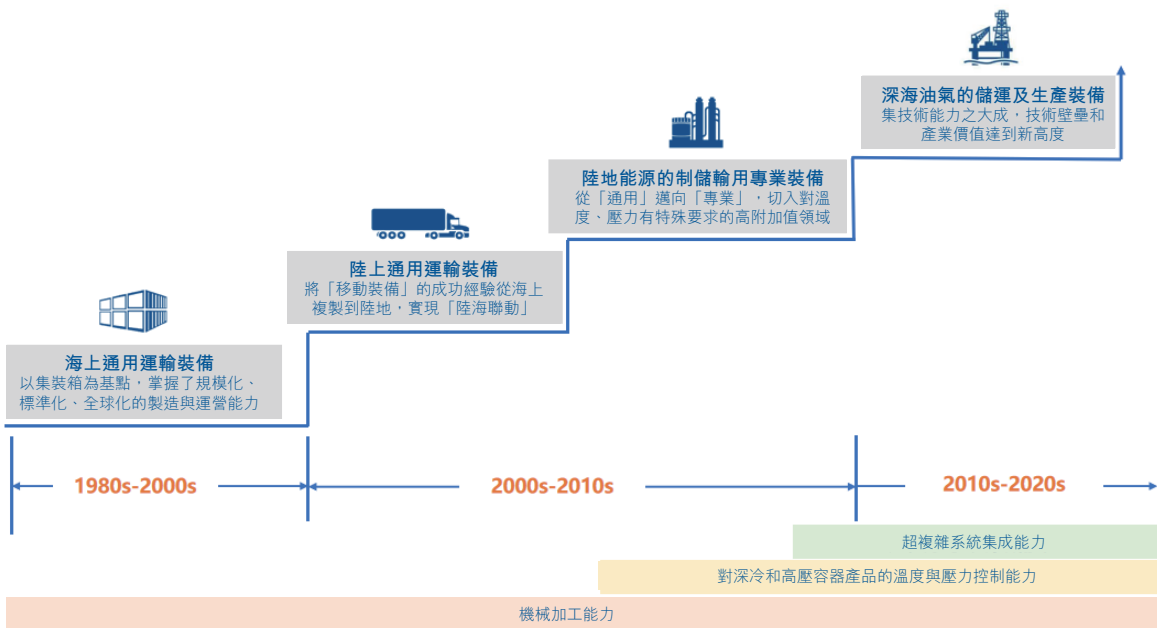 深海油氣的儲運及生產裝備
集技術能力之大成，技術壁壘和
產業價值達到新高度
陸地能源的制儲輸用專業裝備
從「通用」邁向「專業」，切入對溫
度、壓力有特殊要求的高附加值領域
陸上通用運輸裝備
將「移動裝備」的成功經驗從海上
複製到陸地，實現「陸海聯動」
海上通用運輸裝備
以集裝箱為基點，掌握了規模化、
標準化、全球化的製造與運營能力
1980s-2000s
2000s-2010s
2010s-2020s
超複雜系統集成能力
對深冷和高壓容器產品的溫度與壓力控制能力
機械加工能力